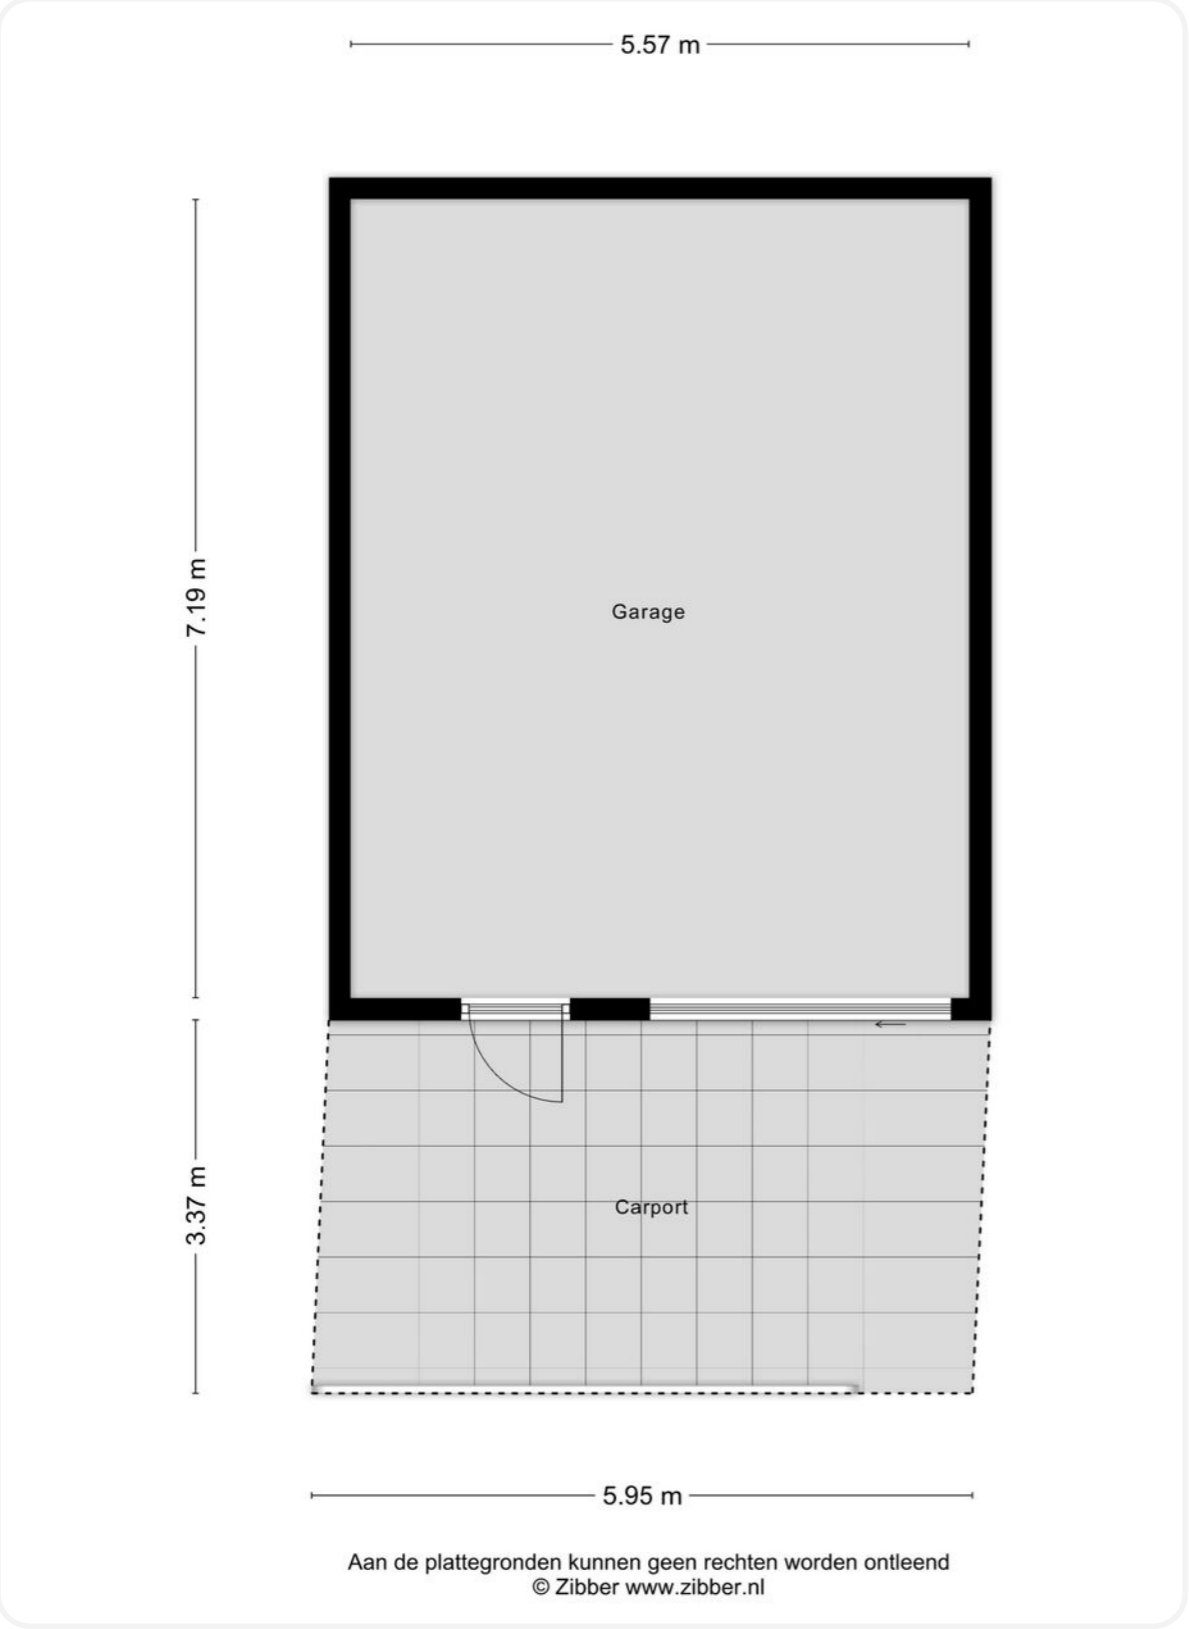 5.57 m
7.19 m
Garage
3.37 m
Carport
5.95 m
Aan de plattegronden kunnen geen rechten worden ontleend
© Zibber www.zibber.nl